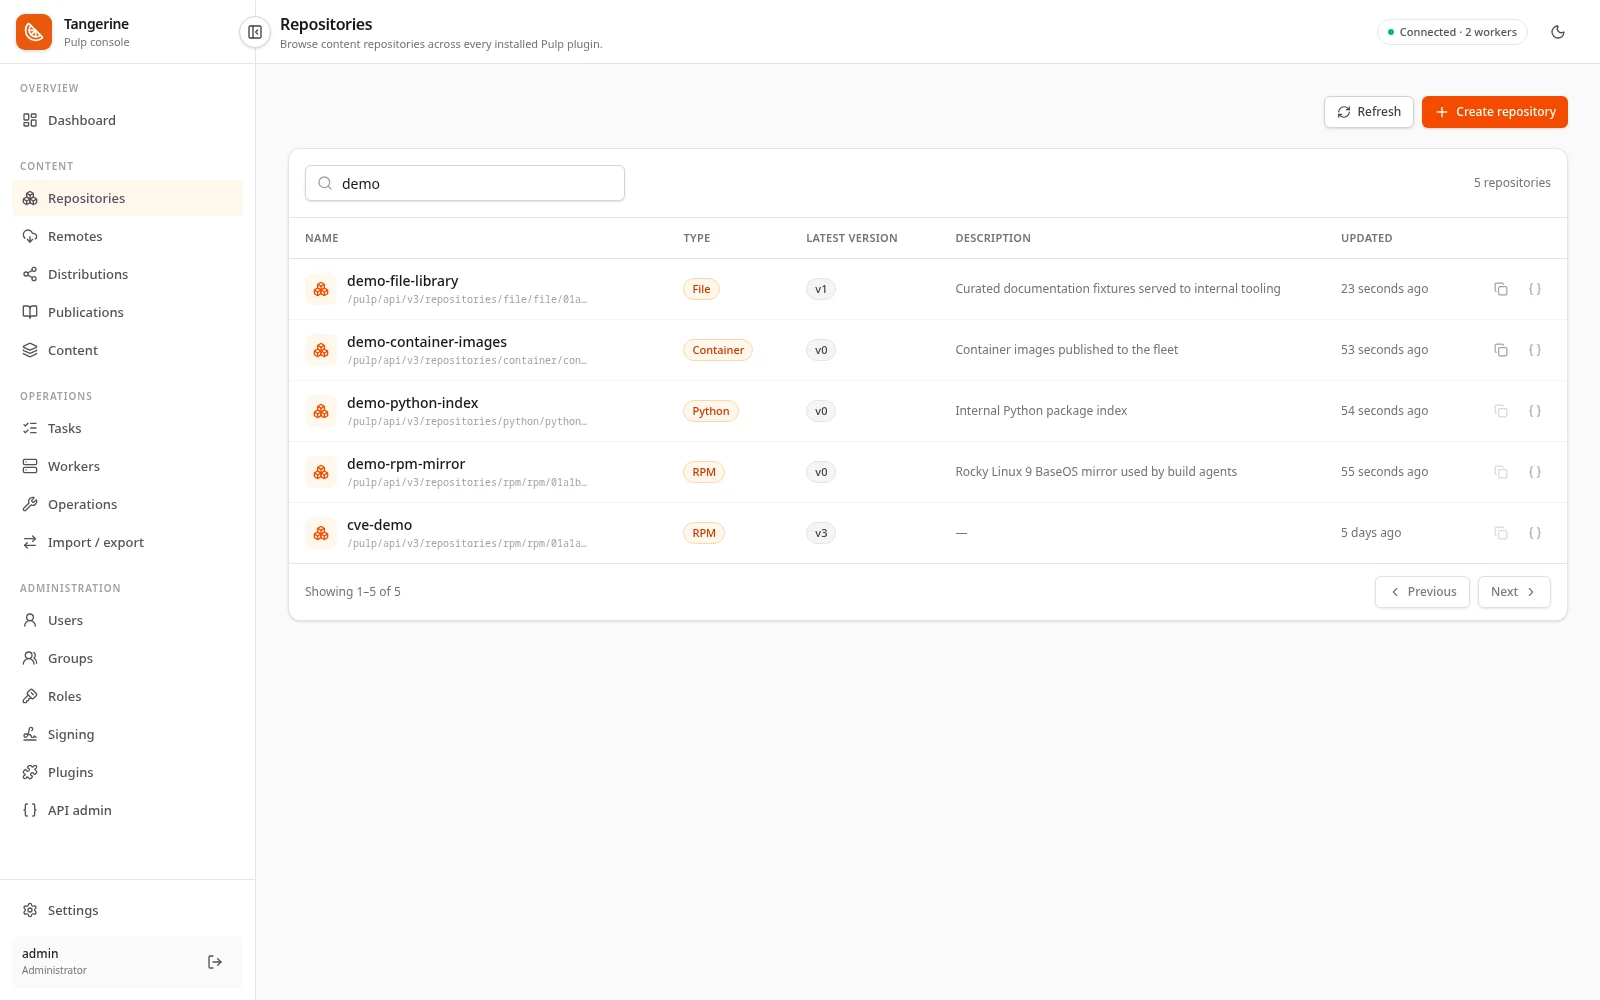 Tangerine
Pulp console
Repositories
Browse content repositories across every installed Pulp plugin.
Connected · 2 workers
OVERVIEW
Dashboard
CONTENT
Repositories
Remotes
Distributions
Publications
Content
OPERATIONS
Tasks
Workers
Operations
Import / export
ADMINISTRATION
Users
Groups
Roles
Signing
Plugins
API admin
Settings
admin
Administrator
Refresh
Create repository
demo
5 repositories
NAME TYPE LATEST VERSION DESCRIPTION UPDATED
demo-file-library
/pulp/api/v3/repositories/file/file/01a…
File v1 Curated documentation fixtures served to internal tooling 23 seconds ago
demo-container-images
/pulp/api/v3/repositories/container/con…
Container v0 Container images published to the fleet 53 seconds ago
demo-python-index
/pulp/api/v3/repositories/python/python…
Python v0 Internal Python package index 54 seconds ago
demo-rpm-mirror
/pulp/api/v3/repositories/rpm/rpm/01a1b…
RPM v0 Rocky Linux 9 BaseOS mirror used by build agents 55 seconds ago
cve-demo
/pulp/api/v3/repositories/rpm/rpm/01a1a…
RPM v3 — 5 days ago
Showing 1–5 of 5
Previous
Next